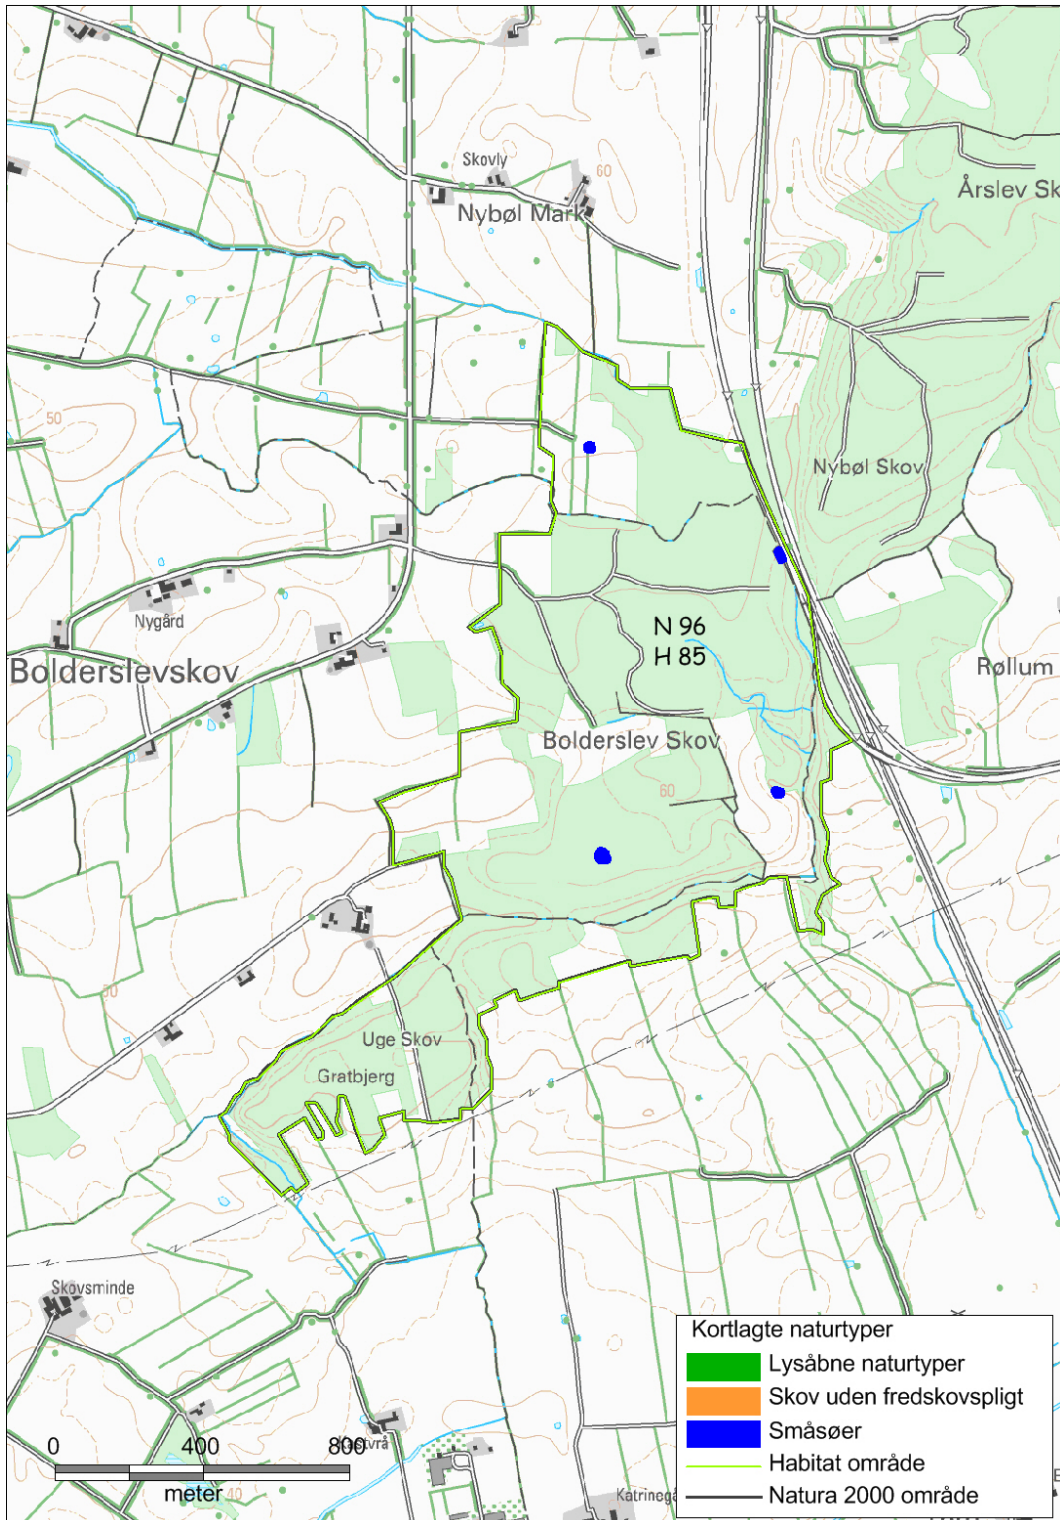 Skovly
60
Nybøl Mark
Årslev Sk
50
Nybøl Skov
Nygård
N 96
H 85
Bolderslevskov
Røllum
Bolderslev Skov
60
50
Uge Skov
Gratbjerg
Skovsminde
Kortlagte naturtyper
Lysåbne naturtyper
Skov uden fredskovspligt
Småsøer
Habitat område
Natura 2000 område
0 400 800
meter
40
Kastvrå
Katrinegå